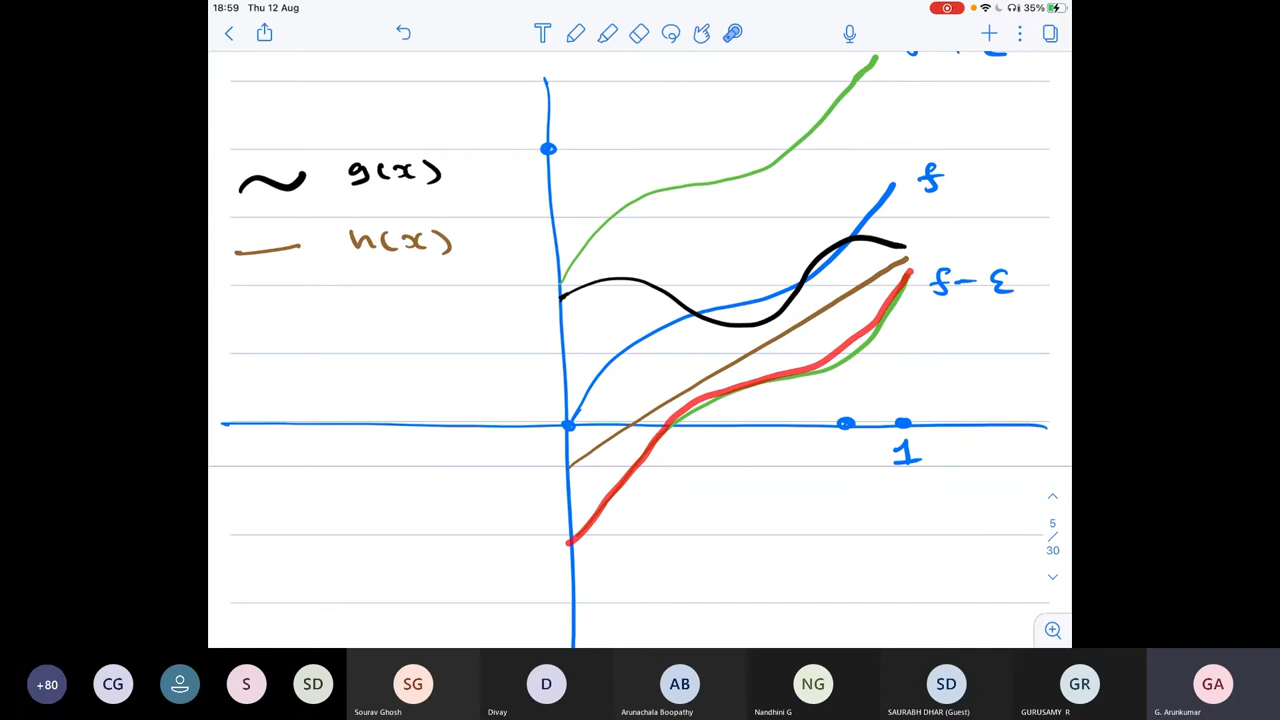 18:59 Thu 12 Aug 35%
T
g(x)
f
h(x)
f - ε
1
5
/
30
+80 CG S SD SG D AB NG SD GR GA
Sourav Ghosh Divay Arunachala Boopathy Nandhini G SAURABH DHAR (Guest) GURUSAMY R G. Arunkumar